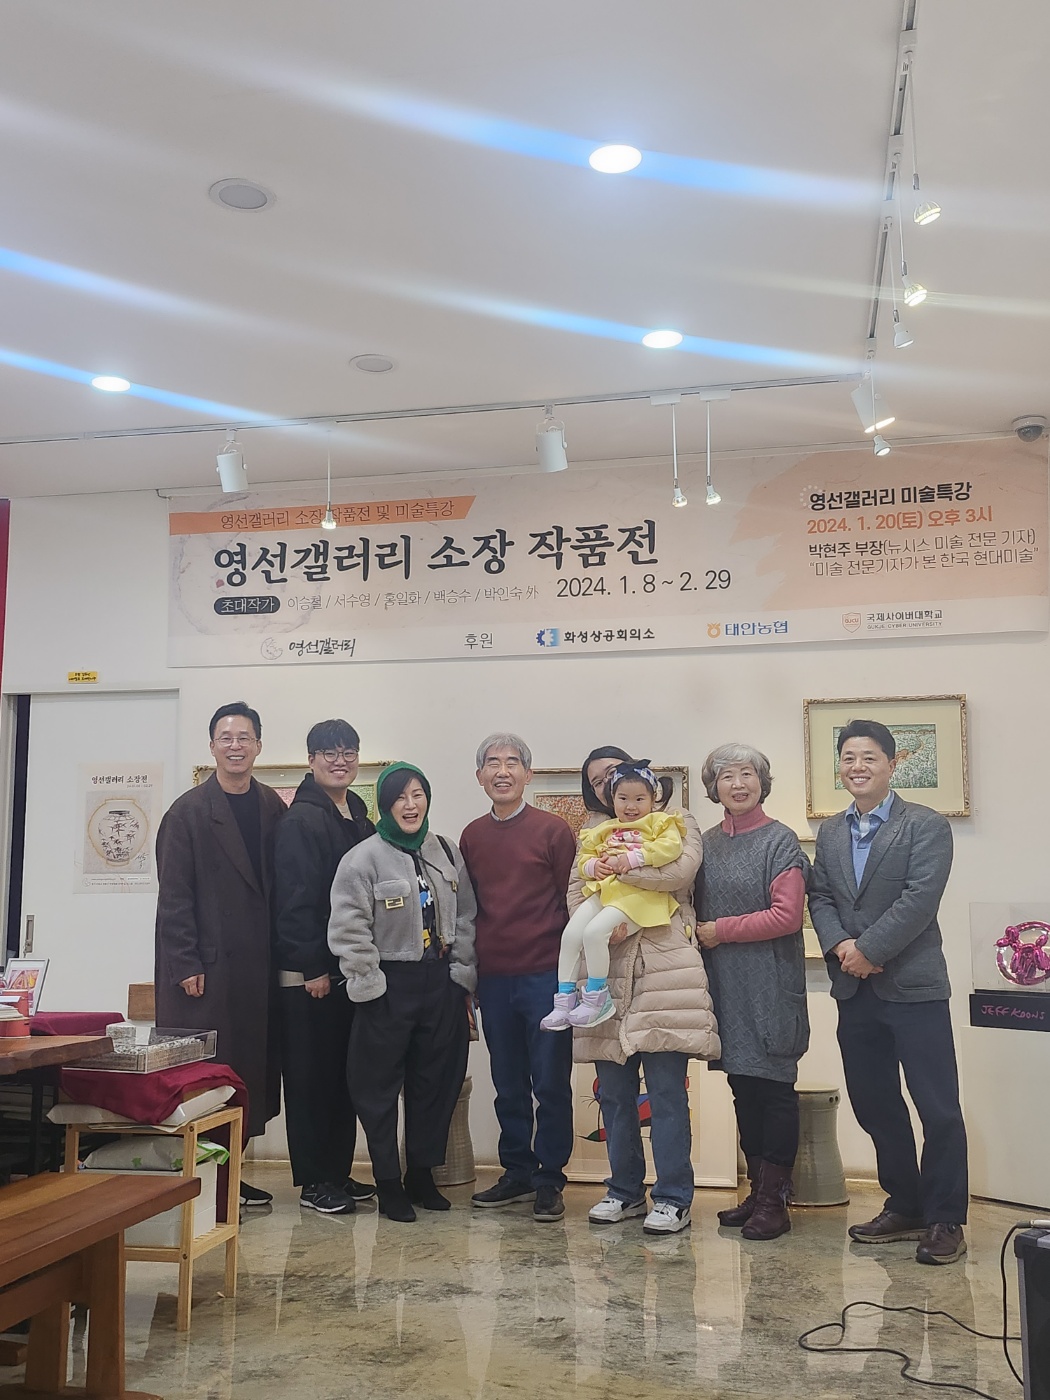 영선갤러리 소장 작품전 및 미술특강
영선갤러리 소장 작품전
2024. 1. 8 ~ 2. 29
초대작가 이승철 / 서수영 / 홍일화 / 백승수 / 박인숙 外
영선갤러리
후원
화성상공회의소
태안농협
국제사이버대학교
GUKJE CYBER UNIVERSITY
영선갤러리 미술특강
2024. 1. 20(토) 오후 3시
박현주 부장(뉴시스 미술 전문 기자)
"미술 전문기자가 본 한국 현대미술"
영선갤러리 소장전
JEFF KOONS